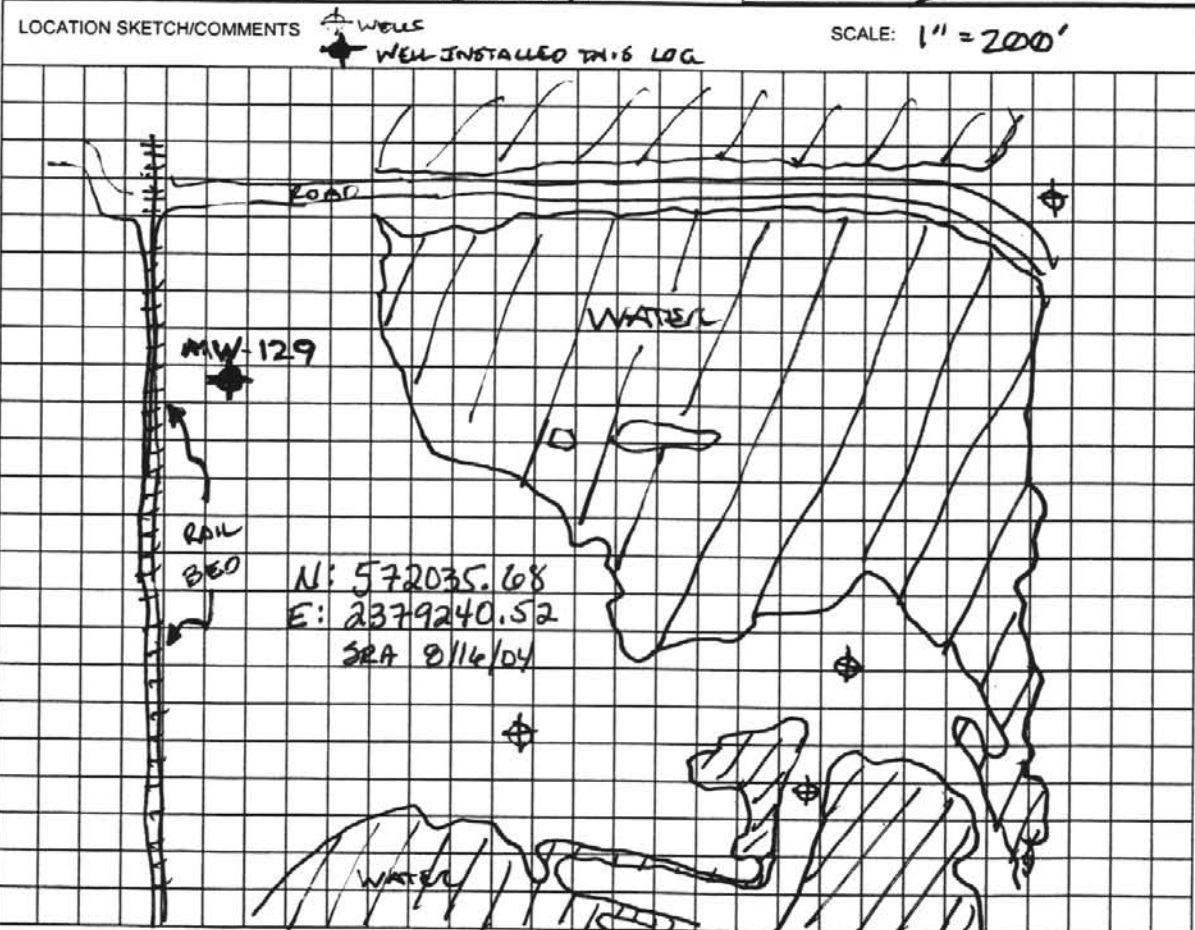 LOCATION SKETCH/COMMENTS
WELLS
WELL INSTALLED THIS LOG
SCALE: 1" = 2000'
ROAD
WATER
MW-129
RAIL
BED
N: 572035.68
E: 2379240.52
SRA 8/16/04
WATER